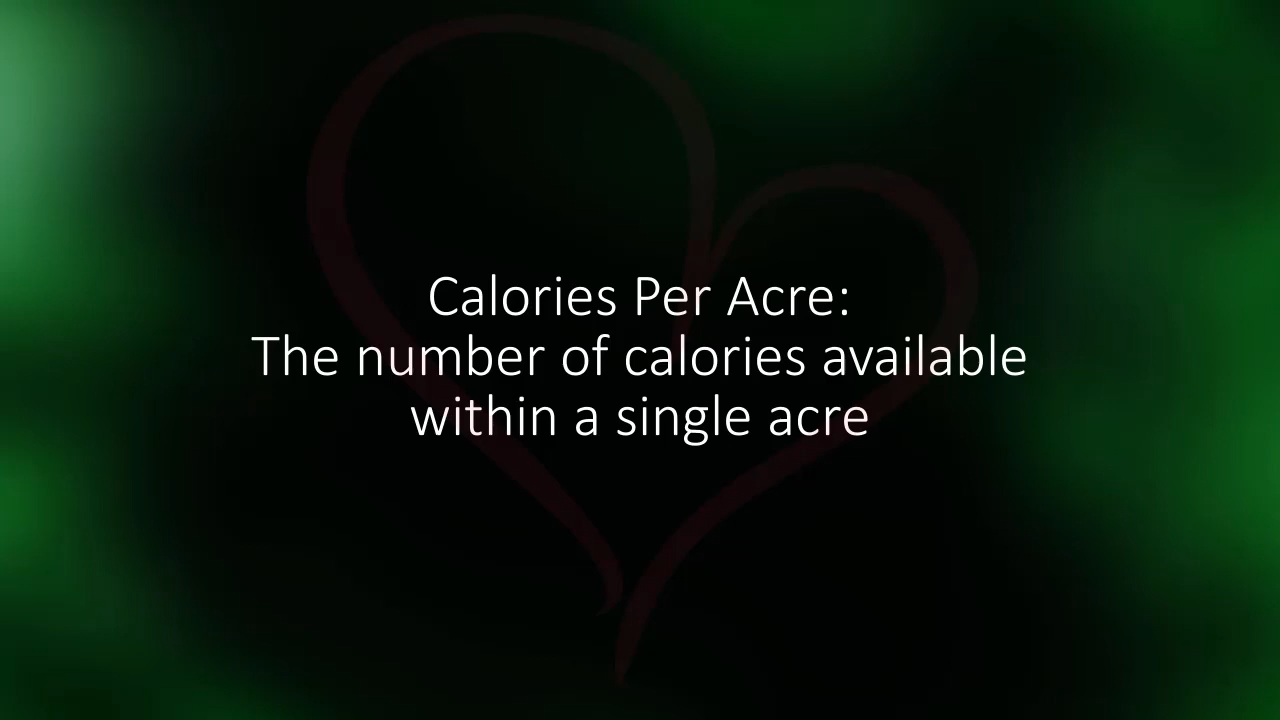 Calories Per Acre:
The number of calories available
within a single acre